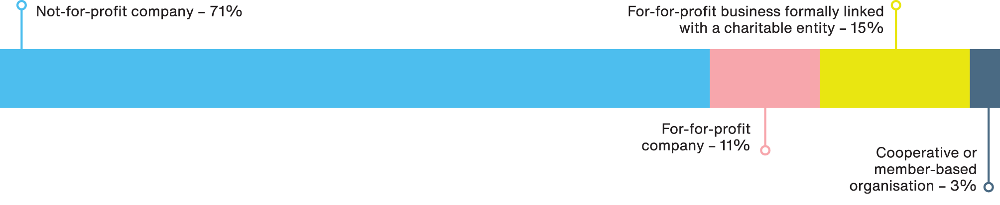 Not-for-profit company – 71%
For-for-profit business formally linked
with a charitable entity – 15%
For-for-profit
company – 11%
Cooperative or
member-based
organisation – 3%